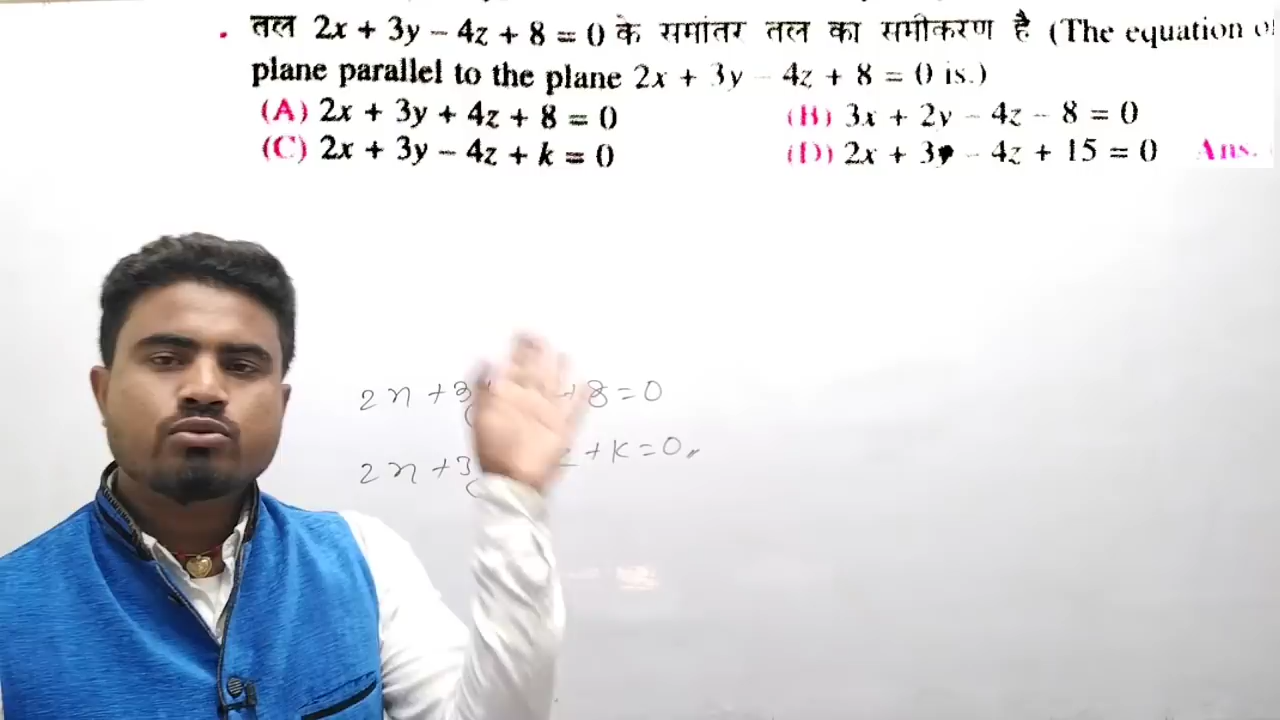 . तल 2x + 3y – 4z + 8 = 0 के समांतर तल का समीकरण है (The equation
plane parallel to the plane 2x + 3y – 4z + 8 = 0 is.)
(A) 2x + 3y + 4z + 8 = 0 (B) 3x + 2y – 4z – 8 = 0
(C) 2x + 3y – 4z + k = 0 (D) 2x + 3y – 4z + 15 = 0 Ans.
2x + 3 +8=0
2x + 3 z + k = 0